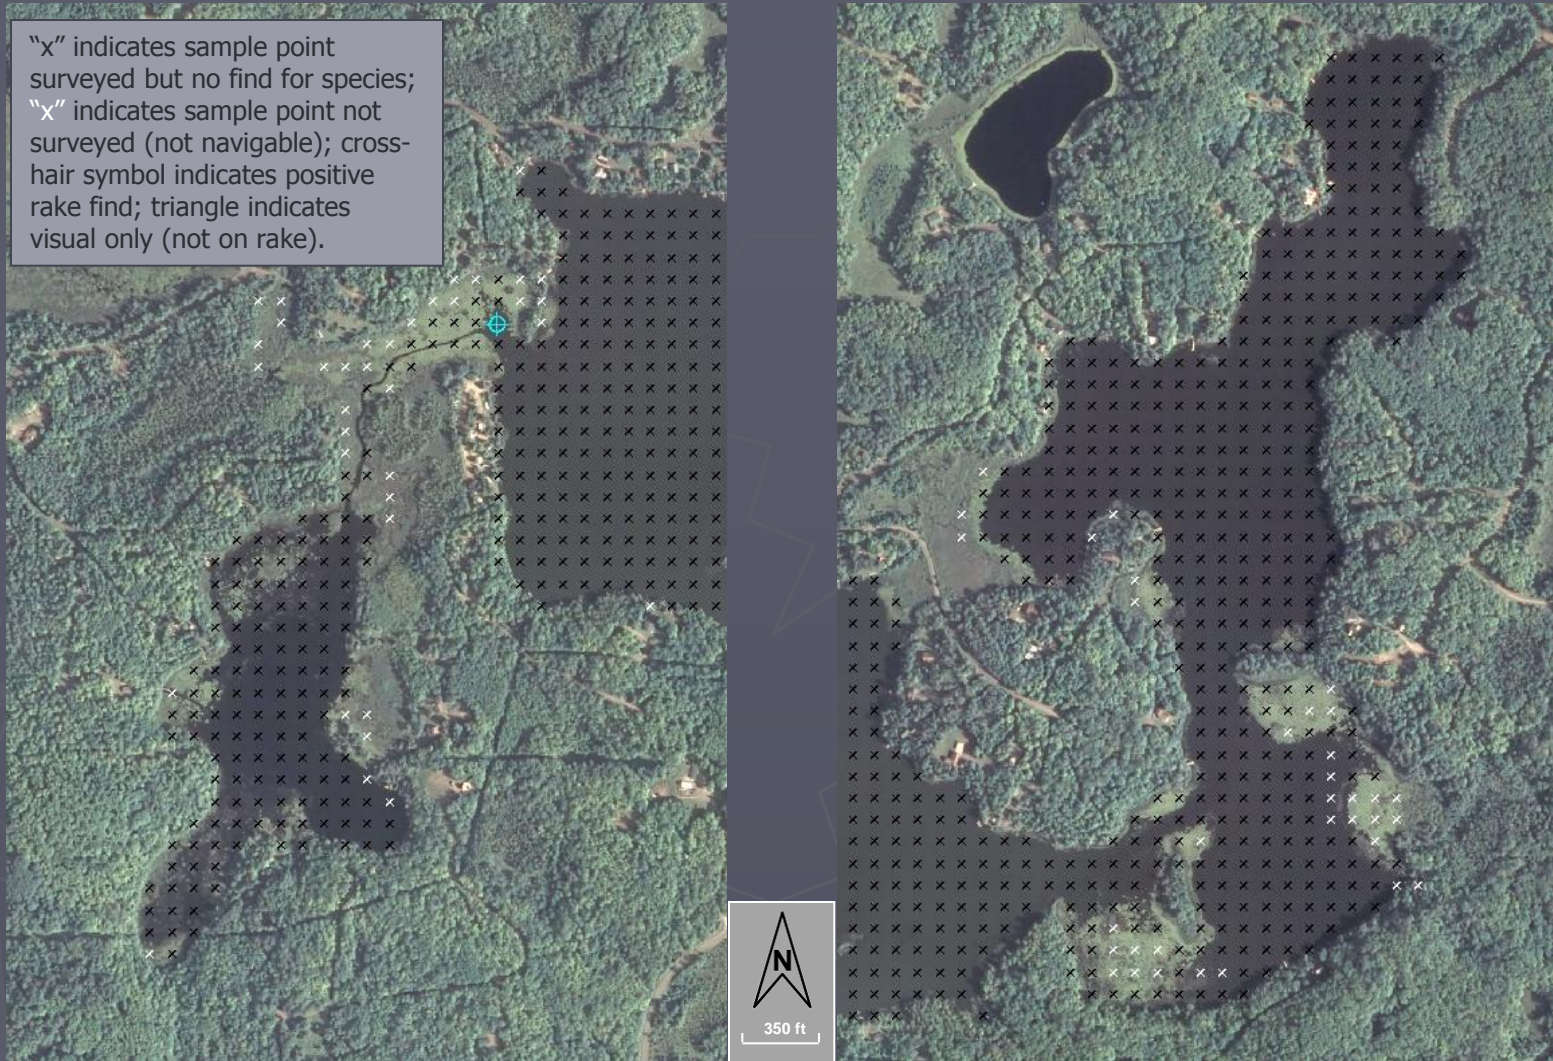 “x” indicates sample point
surveyed but no find for species;
“x” indicates sample point not
surveyed (not navigable); cross-
hair symbol indicates positive
rake find; triangle indicates
visual only (not on rake).
N
350 ft